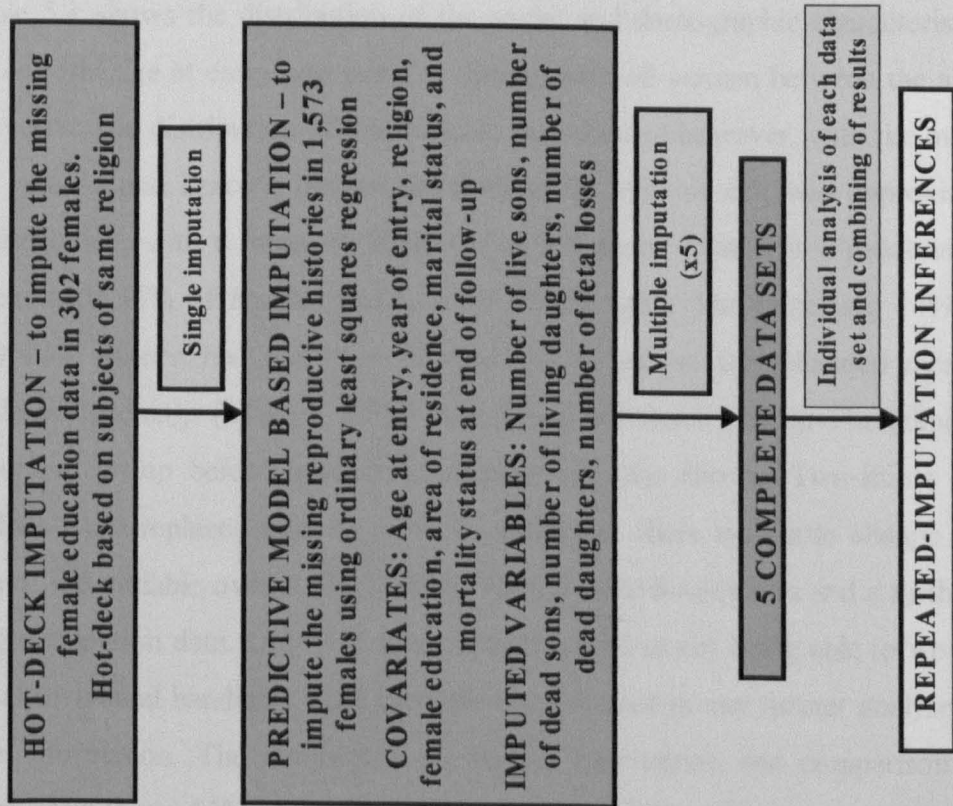 HOT-DECK IMPUTATION – to impute the missing
female education data in 302 females.
Hot-deck based on subjects of same religion
Single imputation
PREDICTIVE MODEL BASED IMPUTATION – to
impute the missing reproductive histories in 1,573
females using ordinary least squares regression
COVARIATES: Age at entry, year of entry, religion,
female education, area of residence, marital status, and
mortality status at end of follow-up
IMPUTED VARIABLES: Number of live sons, number
of dead sons, numbe of living daughters, number of
dead daughters, number of fetal losses
Multiple imputation
(x5)
5 COMPETE DATASETS
Individual analysis of each data
set and combining of results
REPEATED-IMPUTATION INFERENCES